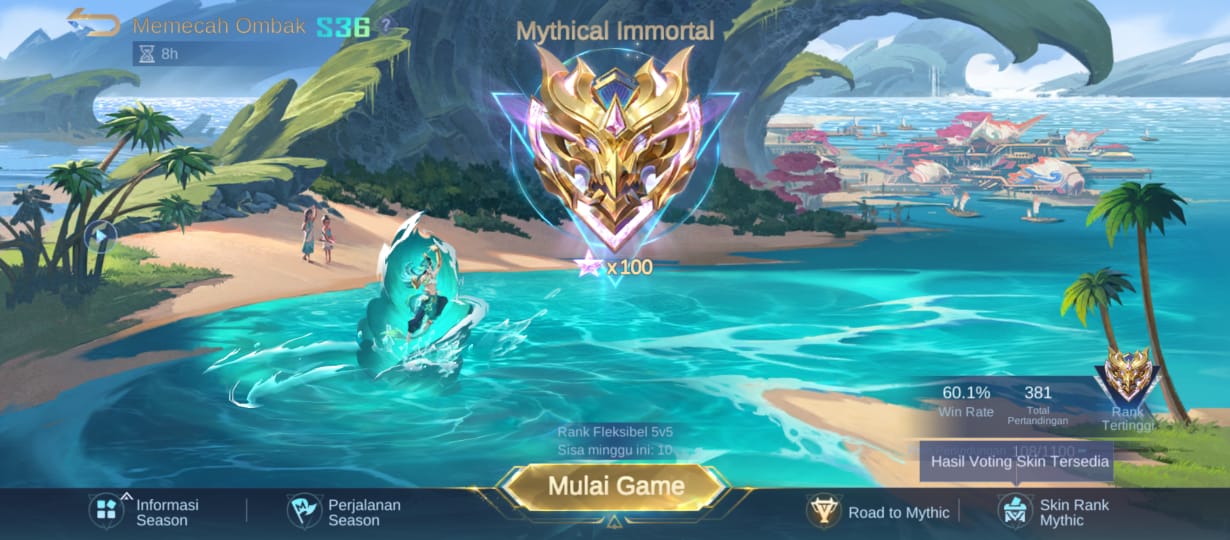 Memecah Ombak S36 ?
8h
Mythical Immortal
x100
60.1%
Win Rate
381
Total
Pertandingan
Rank
Tertinggi
Rank Fleksibel 5v5
Sisa minggu ini: 10
108/1100
Hasil Voting Skin Tersedia
Mulai Game
Informasi
Season
Perjalanan
Season
Road to Mythic
Skin Rank
Mythic